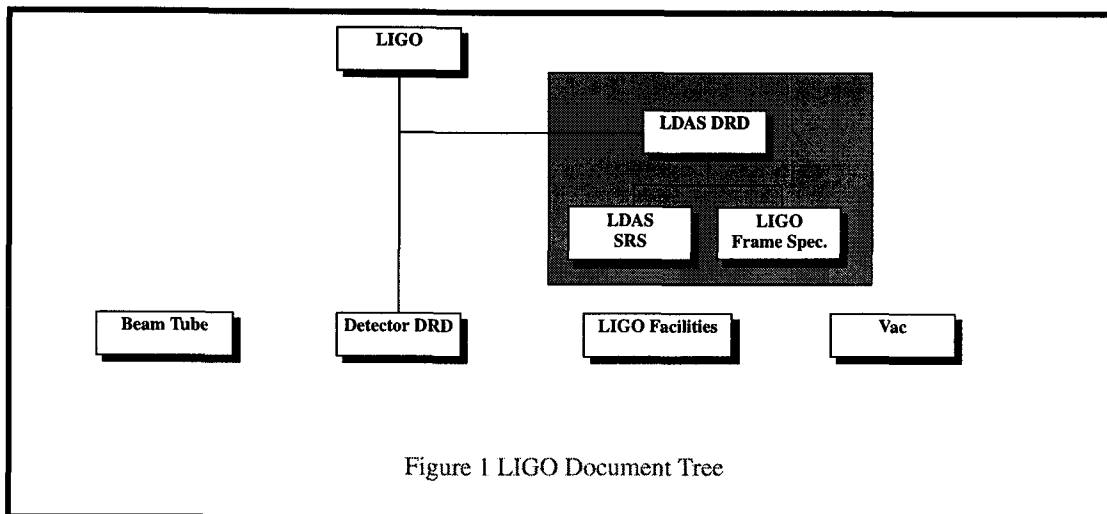 LIGO
LDAS DRD
LDAS
SRS
LIGO
Frame Spec.
Beam Tube
Detector DRD
LIGO Facilities
Vac
Figure 1 LIGO Document Tree